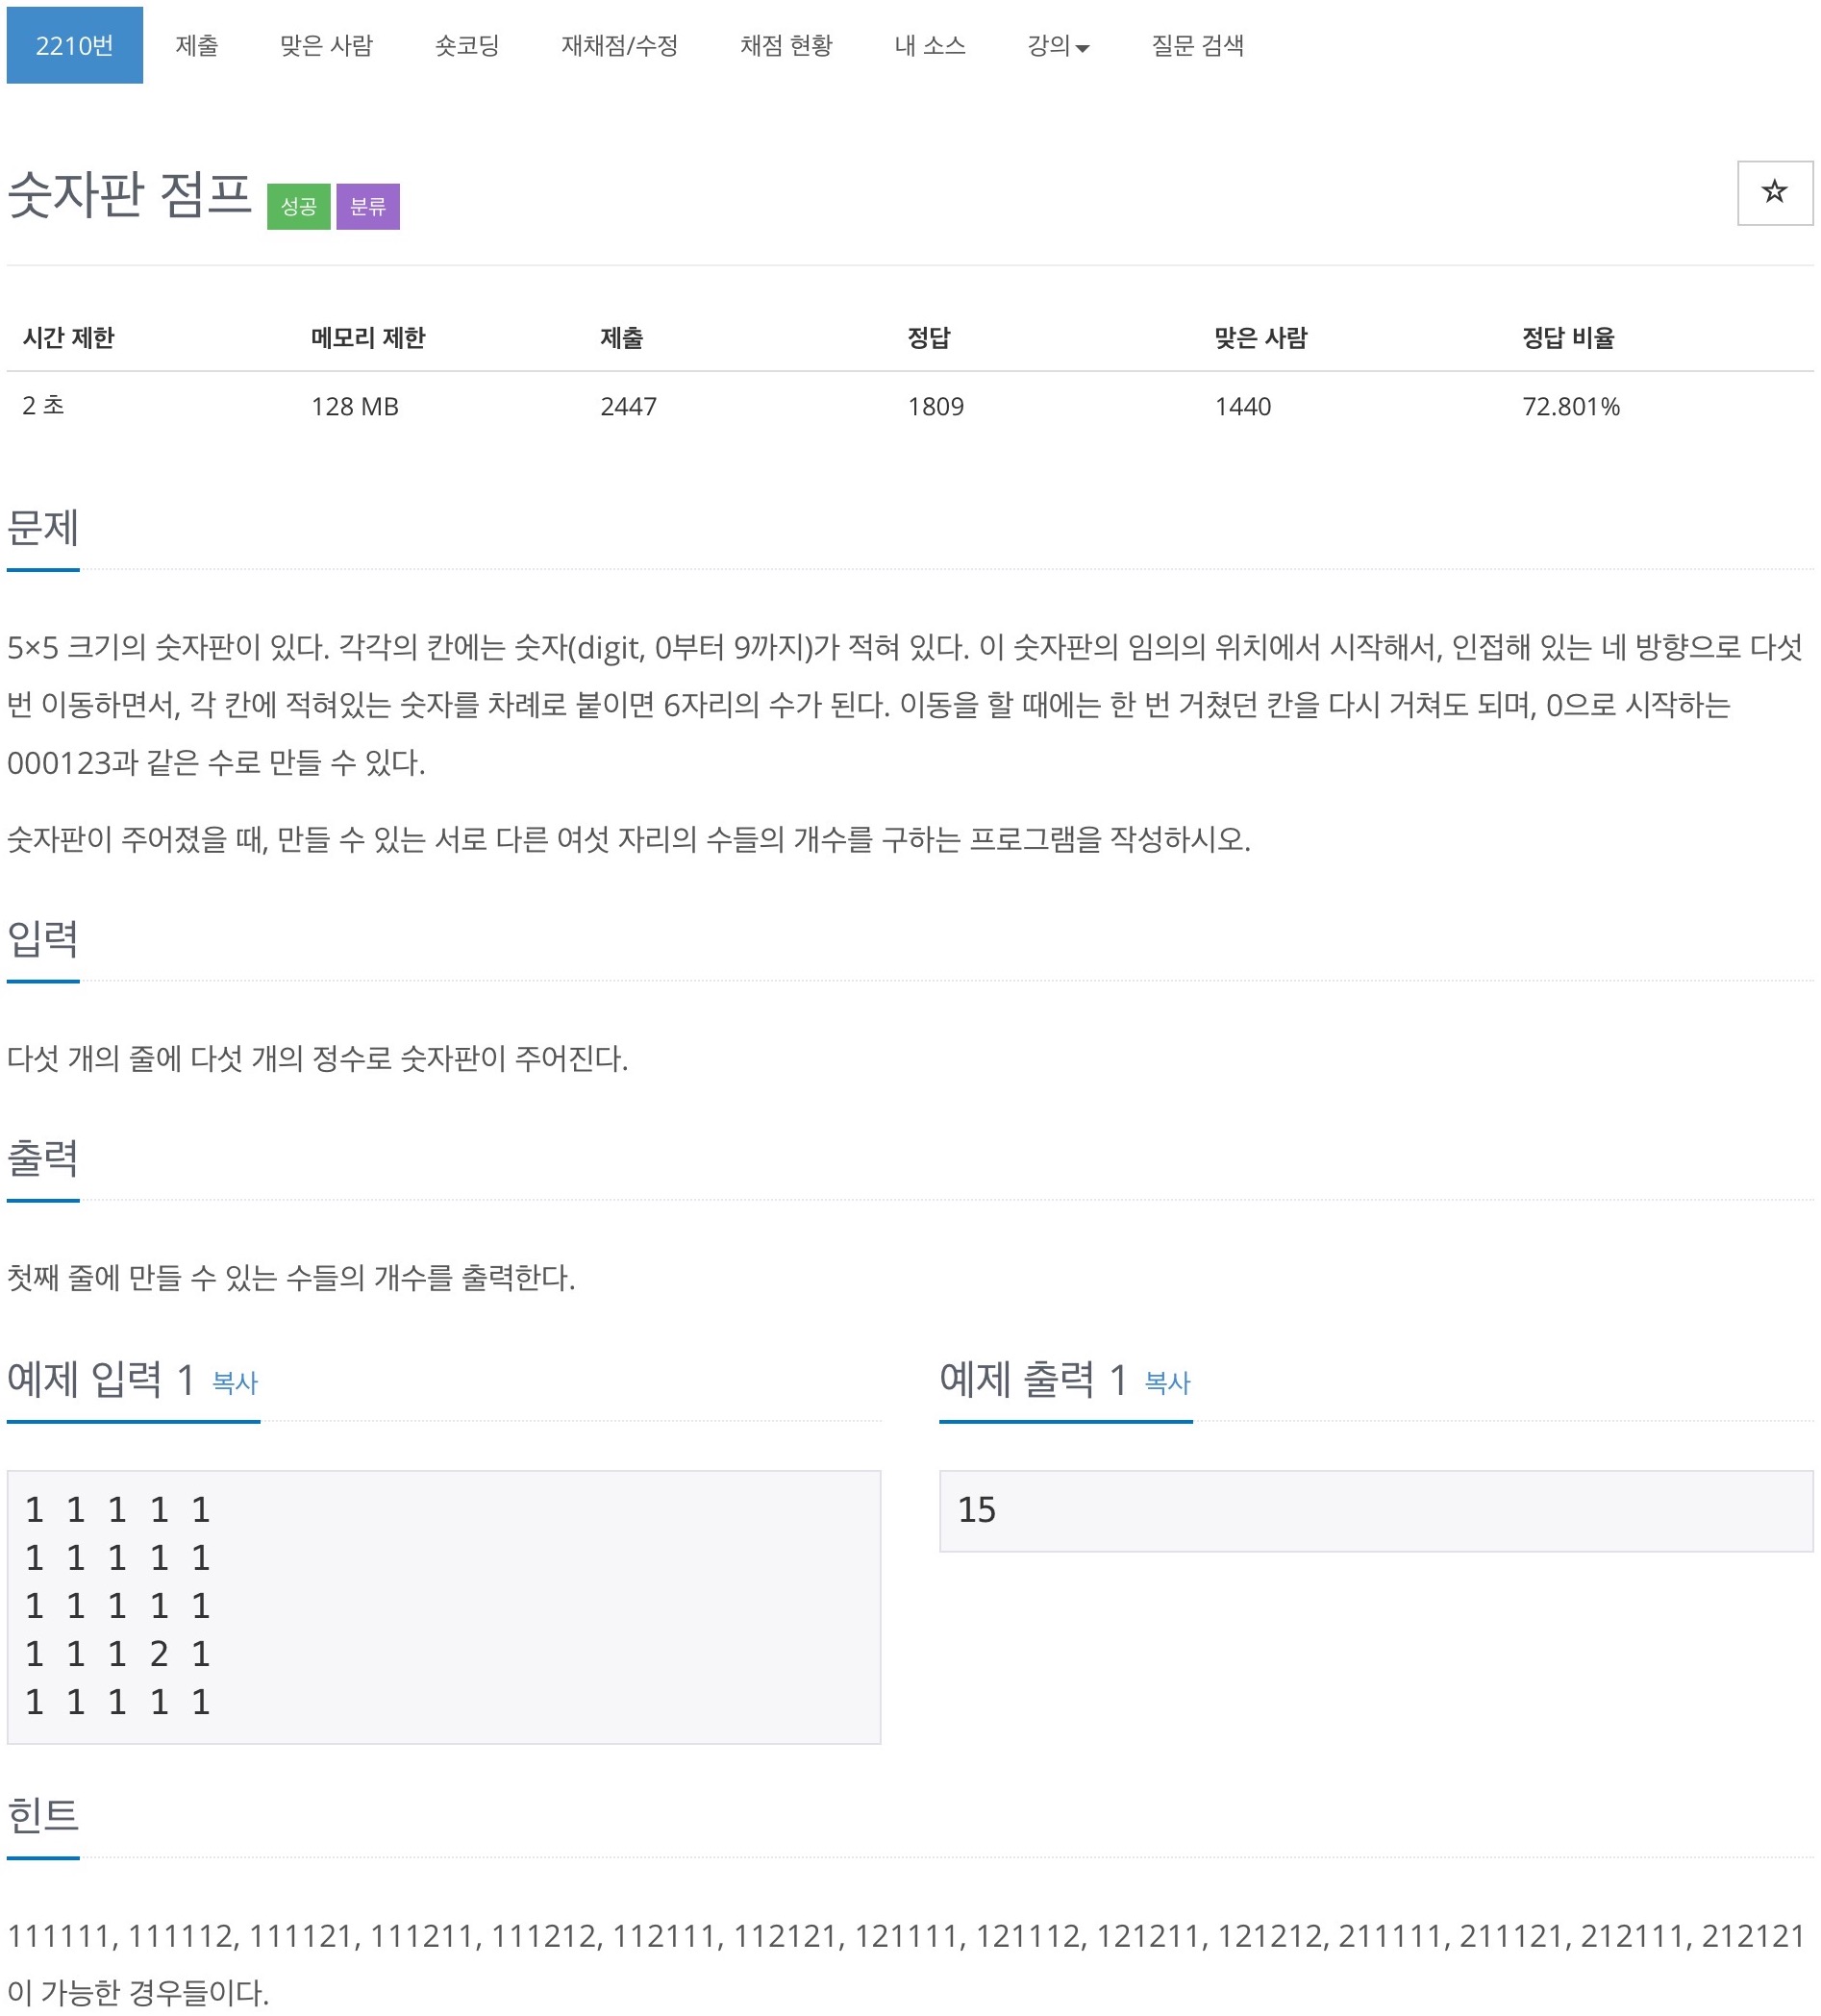 2210번 제출 맞은 사람 숏코딩 재채점/수정 채점 현황 내 소스 강의 질문 검색
숫자판 점프 성공 분류
시간 제한 메모리 제한 제출 정답 맞은 사람 정답 비율
2 초 128 MB 2447 1809 1440 72.801%
문제
5×5 크기의 숫자판이 있다. 각각의 칸에는 숫자(digit, 0부터 9까지)가 적혀 있다. 이 숫자판의 임의의 위치에서 시작해서, 인접해 있는 네 방향으로 다섯
번 이동하면서, 각 칸에 적혀있는 숫자를 차례로 붙이면 6자리의 수가 된다. 이동을 할 때에는 한 번 거쳤던 칸을 다시 거쳐도 되며, 0으로 시작하는
000123과 같은 수로 만들 수 있다.
숫자판이 주어졌을 때, 만들 수 있는 서로 다른 여섯 자리의 수들의 개수를 구하는 프로그램을 작성하시오.
입력
다섯 개의 줄에 다섯 개의 정수로 숫자판이 주어진다.
출력
첫째 줄에 만들 수 있는 수들의 개수를 출력한다.
예제 입력 1 복사
1 1 1 1 1
1 1 1 1 1
1 1 1 1 1
1 1 1 2 1
1 1 1 1 1
예제 출력 1 복사
15
힌트
111111, 111112, 111121, 111211, 111212, 112111, 112121, 121111, 121112, 121211, 121212, 211111, 211121, 212111, 212121
이 가능한 경우들이다.